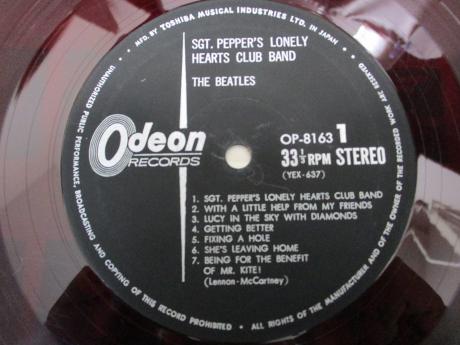 MFD. BY TOSHIBA MUSICAL INDUSTRIES LTD. IN JAPAN
SGT. PEPPER'S LONELY
HEARTS CLUB BAND
THE BEATLES
Odeon
RECORDS
OP-8163 1
33 1/3 RPM STEREO
(YEX-637)
1. SGT. PEPPER'S LONELY HEARTS CLUB BAND
2. WITH A LITTLE HELP FROM MY FRIENDS
3. LUCY IN THE SKY WITH DIAMONDS
4. GETTING BETTER
5. FIXING A HOLE
6. SHE'S LEAVING HOME
7. BEING FOR THE BENEFIT
OF MR. KITE!
(Lennon-McCartney)
UNAUTHORIZED PUBLIC PERFORMANCE, BROADCASTING AND COPYING OF THIS RECORD PROHIBITED • ALL RIGHTS OF THE MANUFACTURER AND OF THE OWNER OF THE RECORDED WORK ARE RESERVED